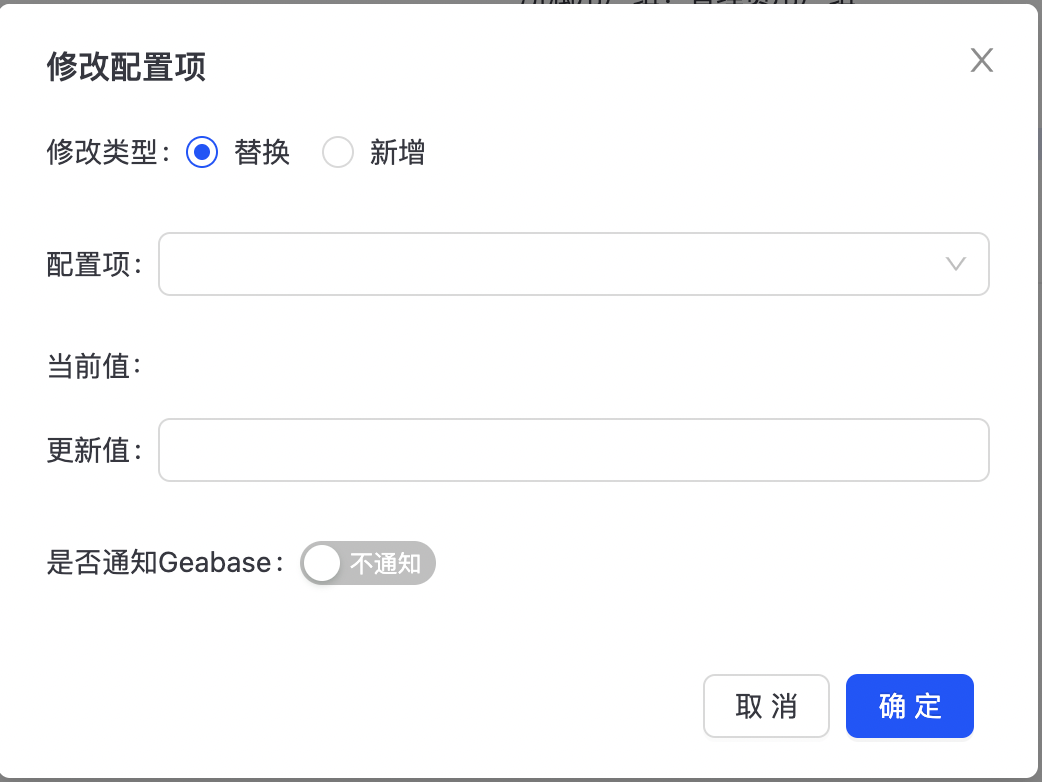 修改配置项
修改类型： 替换 新增
配置项：
当前值：
更新值：
是否通知Geabase： 不通知
取 消 确 定